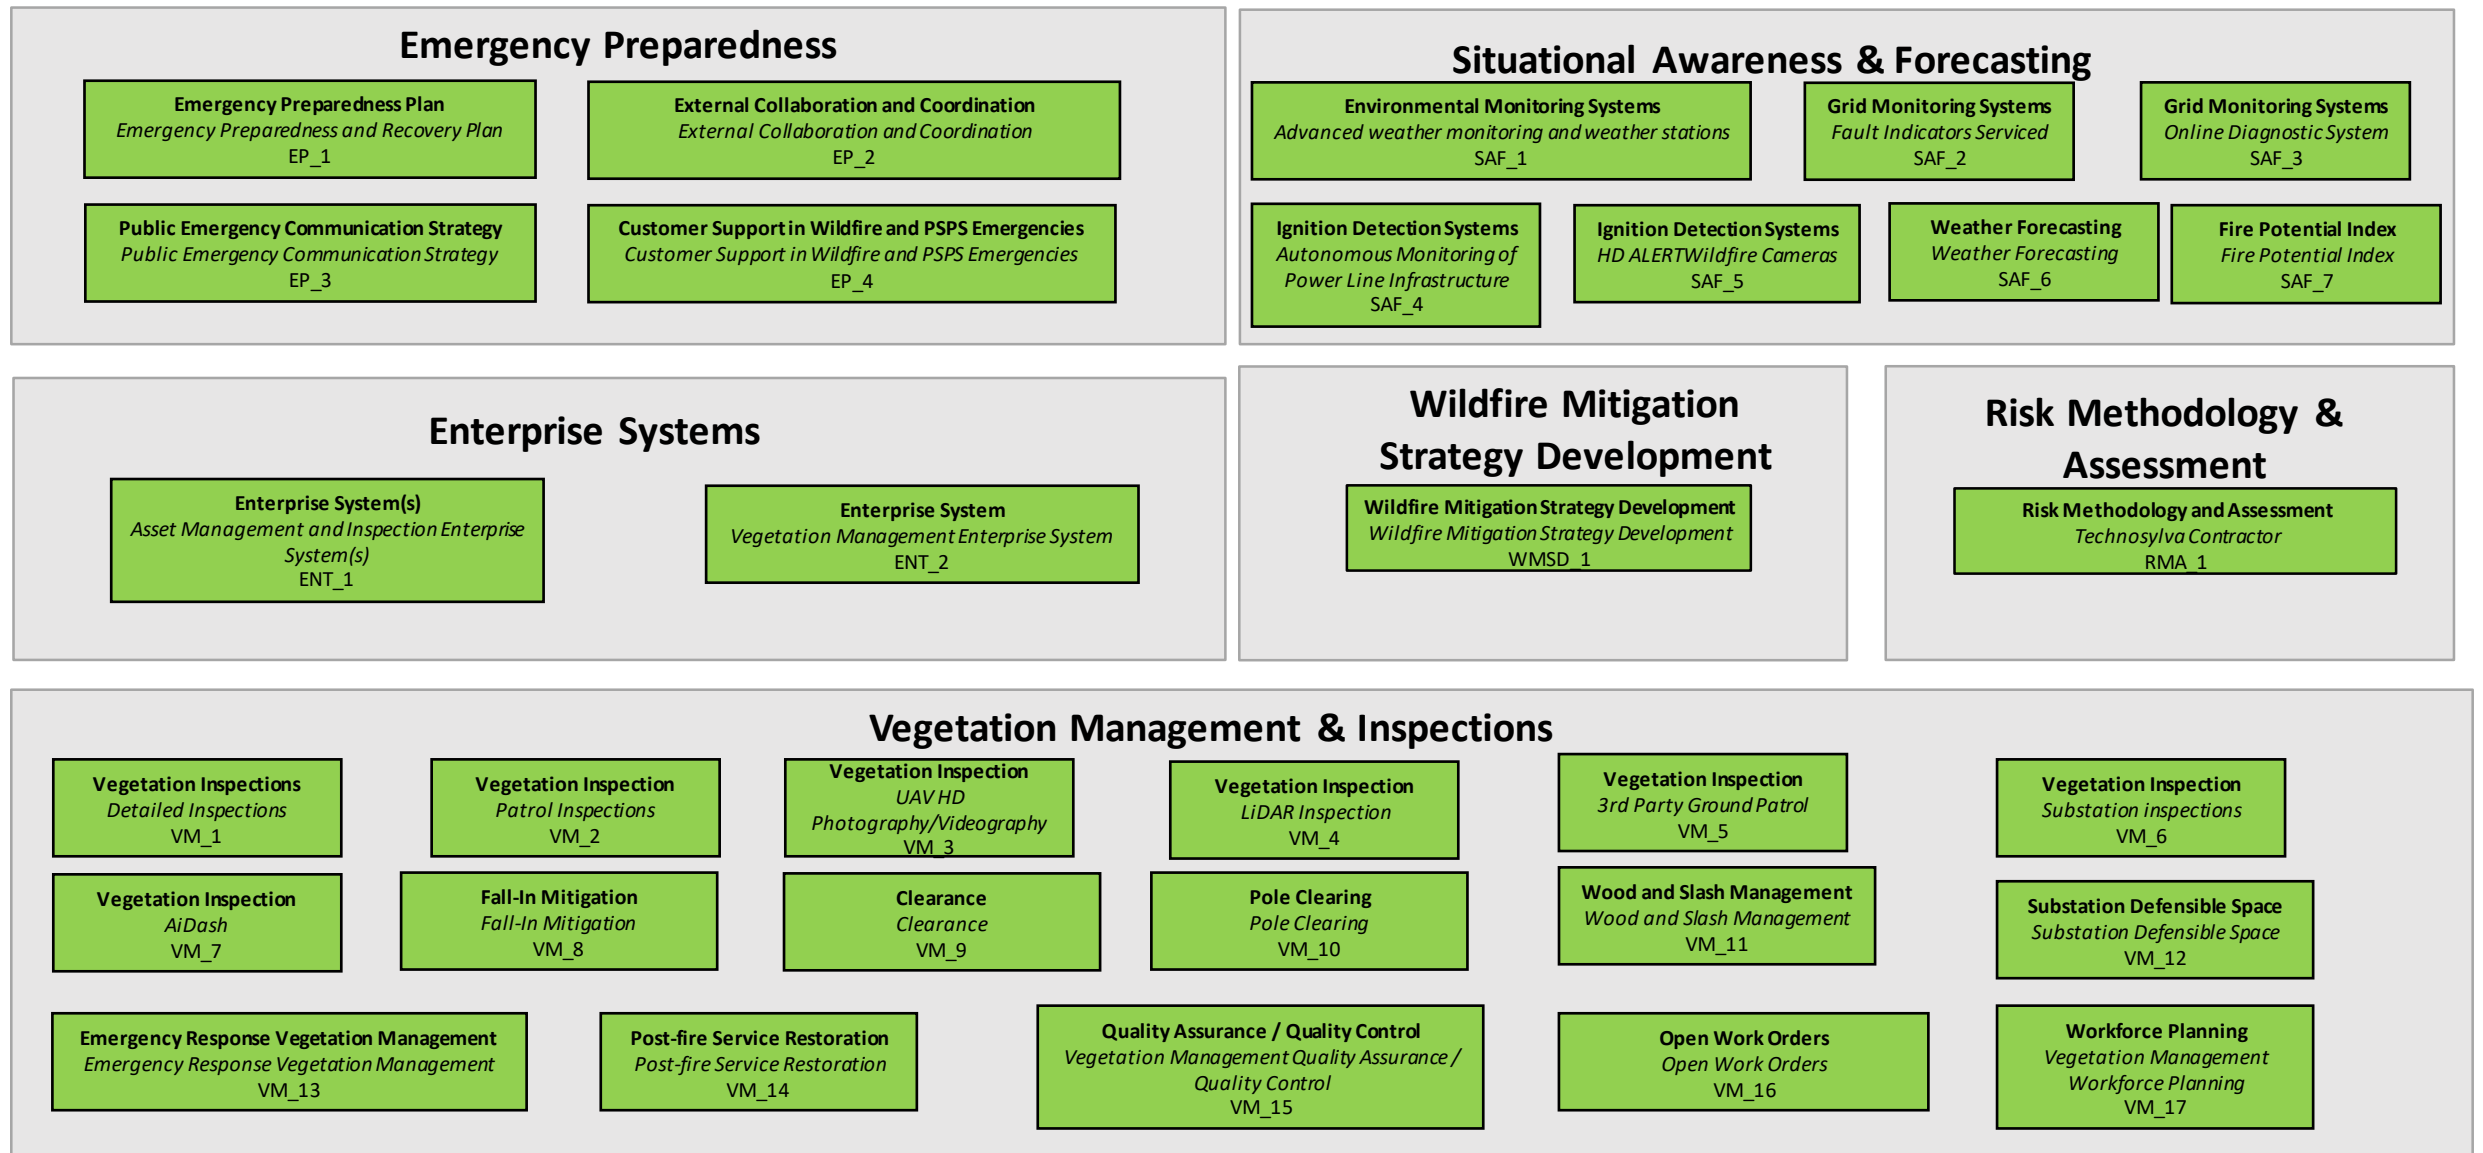 Emergency Preparedness
Emergency Preparedness Plan
Emergency Preparedness and Recovery Plan
EP_1
External Collaboration and Coordination
External Collaboration and Coordination
EP_2
Public Emergency Communication Strategy
Public Emergency Communication Strategy
EP_3
Customer Support in Wildfire and PSPS Emergencies
Customer Support in Wildfire and PSPS Emergencies
EP_4
Situational Awareness & Forecasting
Environmental Monitoring Systems
Advanced weather monitoring and weather stations
SAF_1
Grid Monitoring Systems
Fault Indicators Serviced
SAF_2
Grid Monitoring Systems
Online Diagnostic System
SAF_3
Ignition Detection Systems
Autonomous Monitoring of
Power Line Infrastructure
SAF_4
Ignition Detection Systems
HD ALERTWildfire Cameras
SAF_5
Weather Forecasting
Weather Forecasting
SAF_6
Fire Potential Index
Fire Potential Index
SAF_7
Enterprise Systems
Enterprise System(s)
Asset Management and Inspection Enterprise
System(s)
ENT_1
Enterprise System
Vegetation Management Enterprise System
ENT_2
Wildfire Mitigation
Strategy Development
Wildfire Mitigation Strategy Development
Wildfire Mitigation Strategy Development
WMSD_1
Risk Methodology &
Assessment
Risk Methodology and Assessment
Technosylva Contractor
RMA_1
Vegetation Management & Inspections
Vegetation Inspections
Detailed Inspections
VM_1
Vegetation Inspection
Patrol Inspections
VM_2
Vegetation Inspection
UAV HD
Photography/Videography
VM_3
Vegetation Inspection
LiDAR Inspection
VM_4
Vegetation Inspection
3rd Party Ground Patrol
VM_5
Vegetation Inspection
Substation inspections
VM_6
Vegetation Inspection
AiDash
VM_7
Fall-In Mitigation
Fall-In Mitigation
VM_8
Clearance
Clearance
VM_9
Pole Clearing
Pole Clearing
VM_10
Wood and Slash Management
Wood and Slash Management
VM_11
Substation Defensible Space
Substation Defensible Space
VM_12
Emergency Response Vegetation Management
Emergency Response Vegetation Management
VM_13
Post-fire Service Restoration
Post-fire Service Restoration
VM_14
Quality Assurance / Quality Control
Vegetation Management Quality Assurance /
Quality Control
VM_15
Open Work Orders
Open Work Orders
VM_16
Workforce Planning
Vegetation Management
Workforce Planning
VM_17